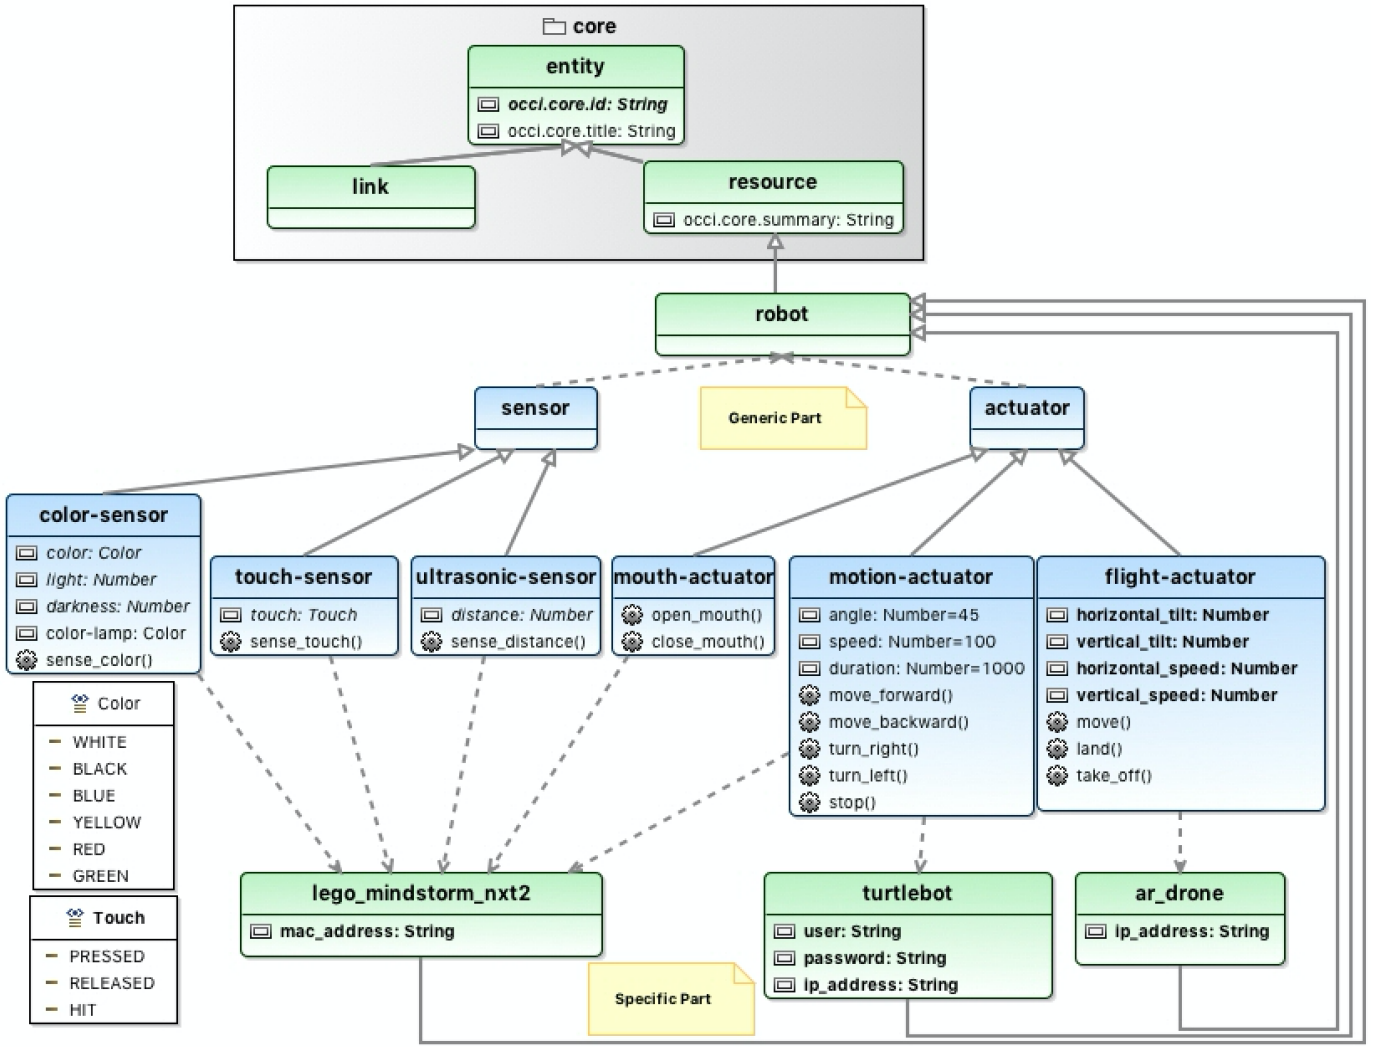 core
entity
occi.core.id: String
occi.core.title: String
link
resource
occi.core.summary: String
robot
sensor
Generic Part
actuator
color-sensor
color: Color
light: Number
darkness: Number
color-lamp: Color
sense_color()
touch-sensor
touch: Touch
sense_touch()
ultrasonic-sensor
distance: Number
sense_distance()
mouth-actuator
open_mouth()
close_mouth()
motion-actuator
angle: Number=45
speed: Number=100
duration: Number=1000
move_forward()
move_backward()
turn_right()
turn_left()
stop()
flight-actuator
horizontal_tilt: Number
vertical_tilt: Number
horizontal_speed: Number
vertical_speed: Number
move()
land()
take_off()
Color
WHITE
BLACK
BLUE
YELLOW
RED
GREEN
Touch
PRESSED
RELEASED
HIT
lego_mindstorm_nxt2
mac_address: String
Specific Part
turtlebot
user: String
password: String
ip_address: String
ar_drone
ip_address: String